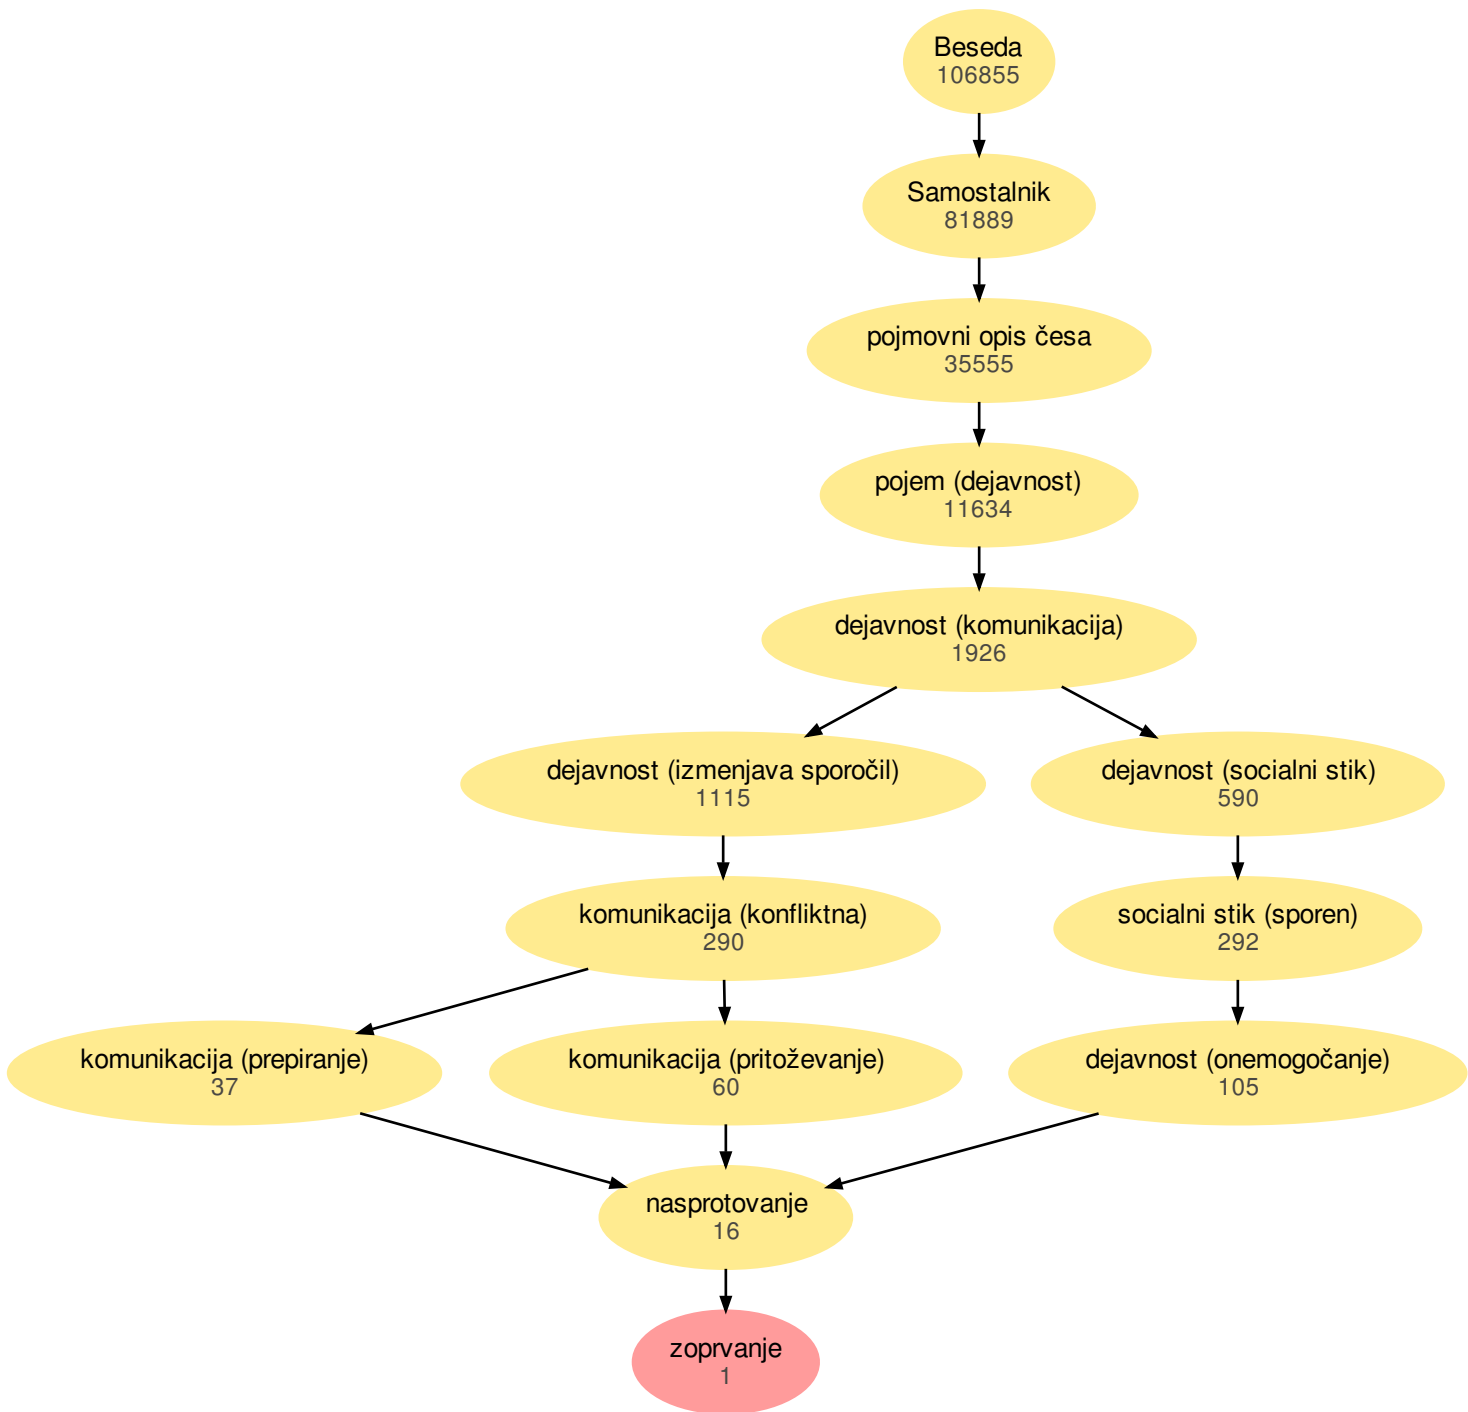 Beseda
106855
Samostalnik
81889
pojmovni opis česa
35555
pojem (dejavnost)
11634
dejavnost (komunikacija)
1926
dejavnost (izmenjava sporočil)
1115
dejavnost (socialni stik)
590
komunikacija (konfliktna)
290
socialni stik (sporen)
292
komunikacija (prepiranje)
37
komunikacija (pritoževanje)
60
dejavnost (onemogočanje)
105
nasprotovanje
16
zoprvanje
1